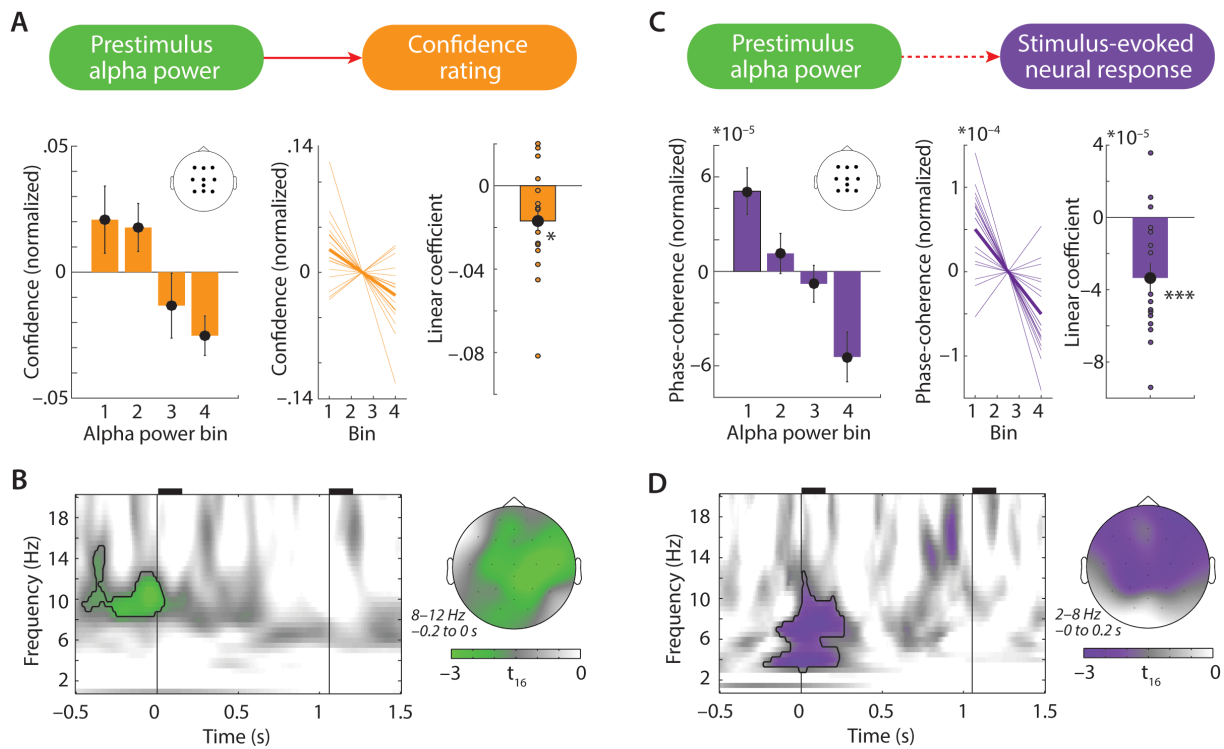 A
Prestimulus
alpha power
Confidence
rating
.05
0
–.05
Confidence (normalized)
1 2 3 4
Alpha power bin
0.14
0
–0.14
Confidence (normalized)
1 2 3 4
Bin
0
–.04
–.08
Linear coefficient
*
B
18
14
10
6
2
Frequency (Hz)
–0.5 0 0.5 1 1.5
Time (s)
8–12 Hz
–0.2 to 0 s
–3 t16 0
C
Prestimulus
alpha power
Stimulus-evoked
neural response
*10–5
6
0
–6
Phase-coherence (normalized)
1 2 3 4
Alpha power bin
*10–4
1
0
–1
Phase-coherence (normalized)
1 2 3 4
Bin
*10–5
4
0
–4
–8
Linear coefficient
***
D
18
14
10
6
2
Frequency (Hz)
–0.5 0 0.5 1 1.5
Time (s)
2–8 Hz
–0 to 0.2 s
–3 t16 0